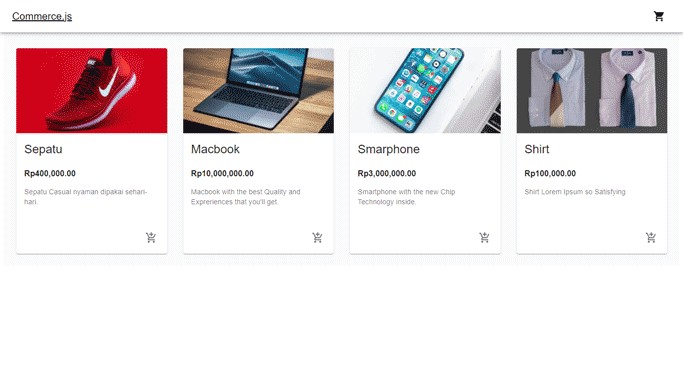 Commerce.js
Sepatu
Rp400,000.00
Sepatu Casual nyaman dipakai sehari-
hari.
Macbook
Rp10,000,000.00
Macbook with the best Quality and
Expreriences that you'll get.
Smarphone
Rp3,000,000.00
Smartphone with the new Chip
Technology inside.
Shirt
Rp100,000.00
Shirt Lorem Ipsum so Satisfying